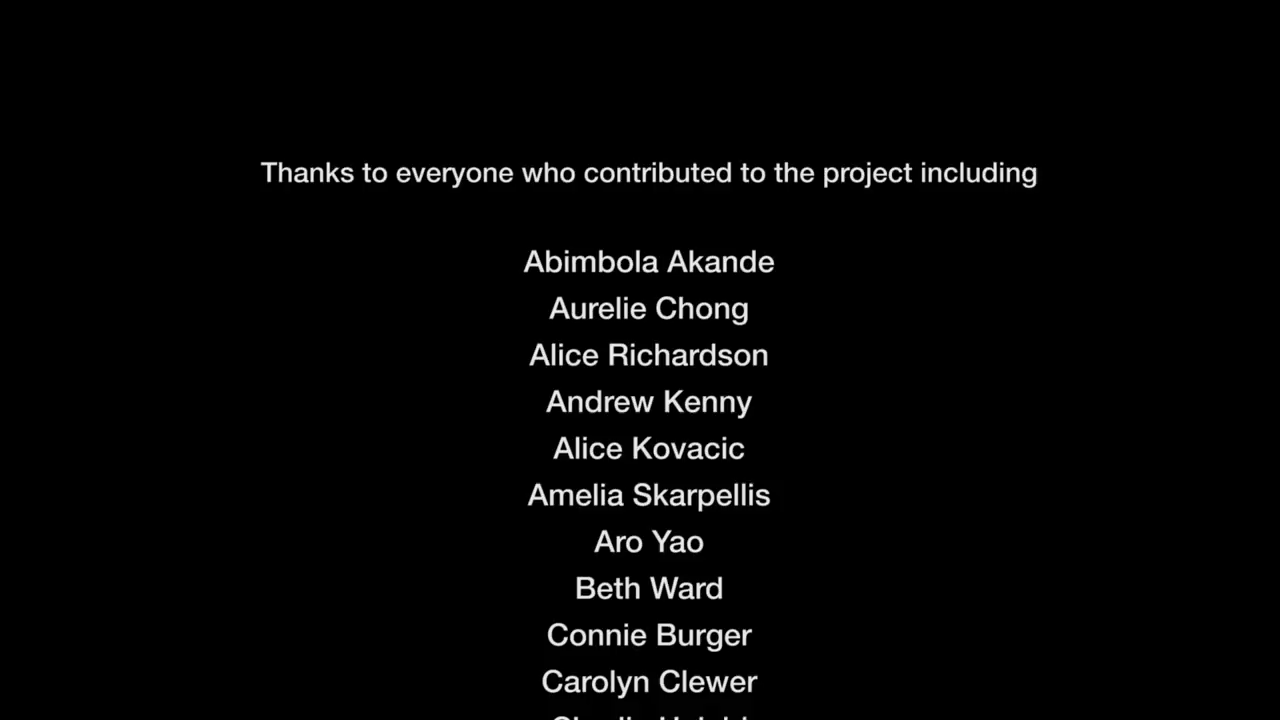 Thanks to everyone who contributed to the project including
Abimbola Akande
Aurelie Chong
Alice Richardson
Andrew Kenny
Alice Kovacic
Amelia Skarpellis
Aro Yao
Beth Ward
Connie Burger
Carolyn Clewer